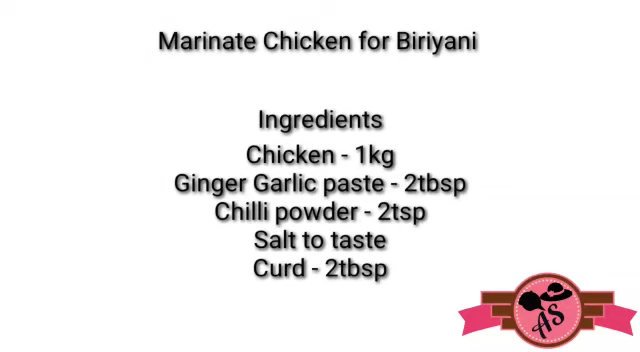 Marinate Chicken for Biriyani
Ingredients
Chicken - 1kg
Ginger Garlic paste - 2tbsp
Chilli powder - 2tsp
Salt to taste
Curd - 2tbsp
AS